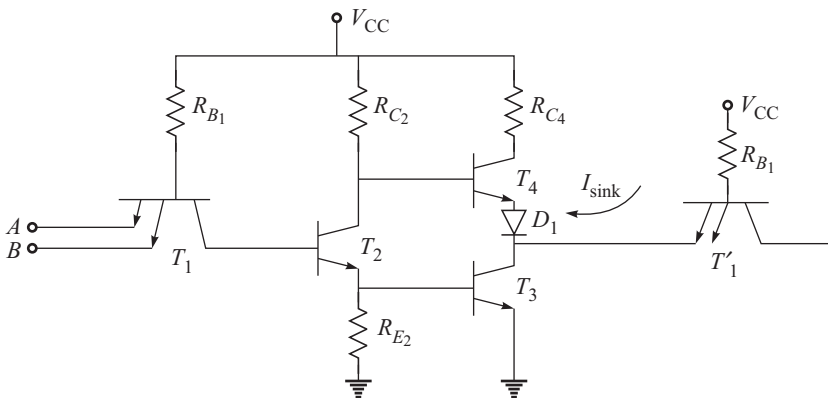 V_CC
R_B1
R_C2
R_C4
V_CC
R_B1
I_sink
A
B
T_1
T_2
T_4
D_1
T'_1
T_3
R_E2